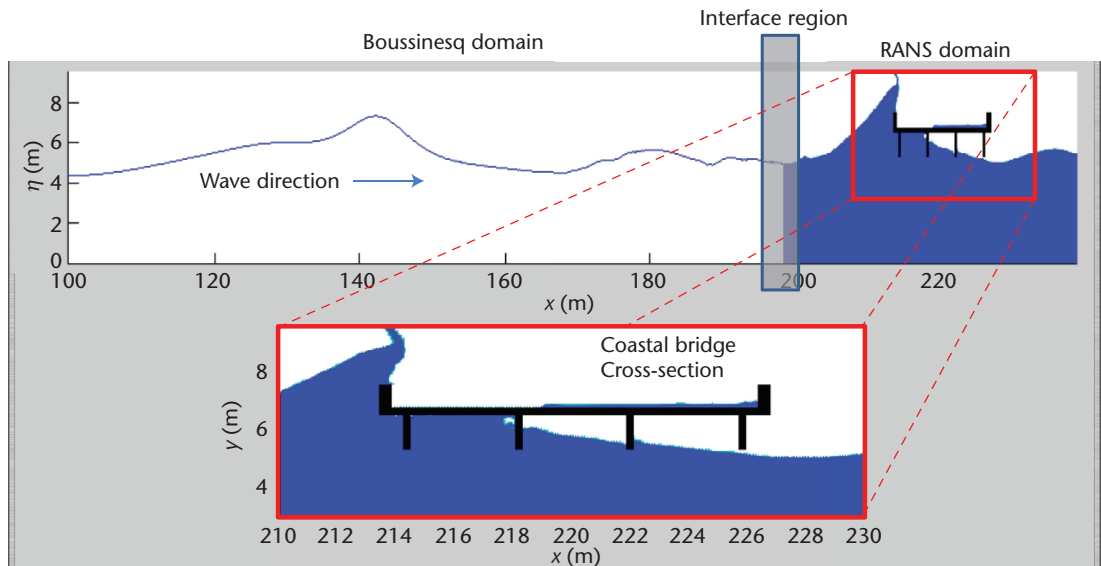 Interface region
Boussinesq domain
RANS domain
8
6
4
2
0
η (m)
Wave direction
100
120
140
160
180
200
220
x (m)
Coastal bridge
Cross-section
8
6
4
y (m)
210
212
214
216
218
220
222
224
226
228
230
x (m)